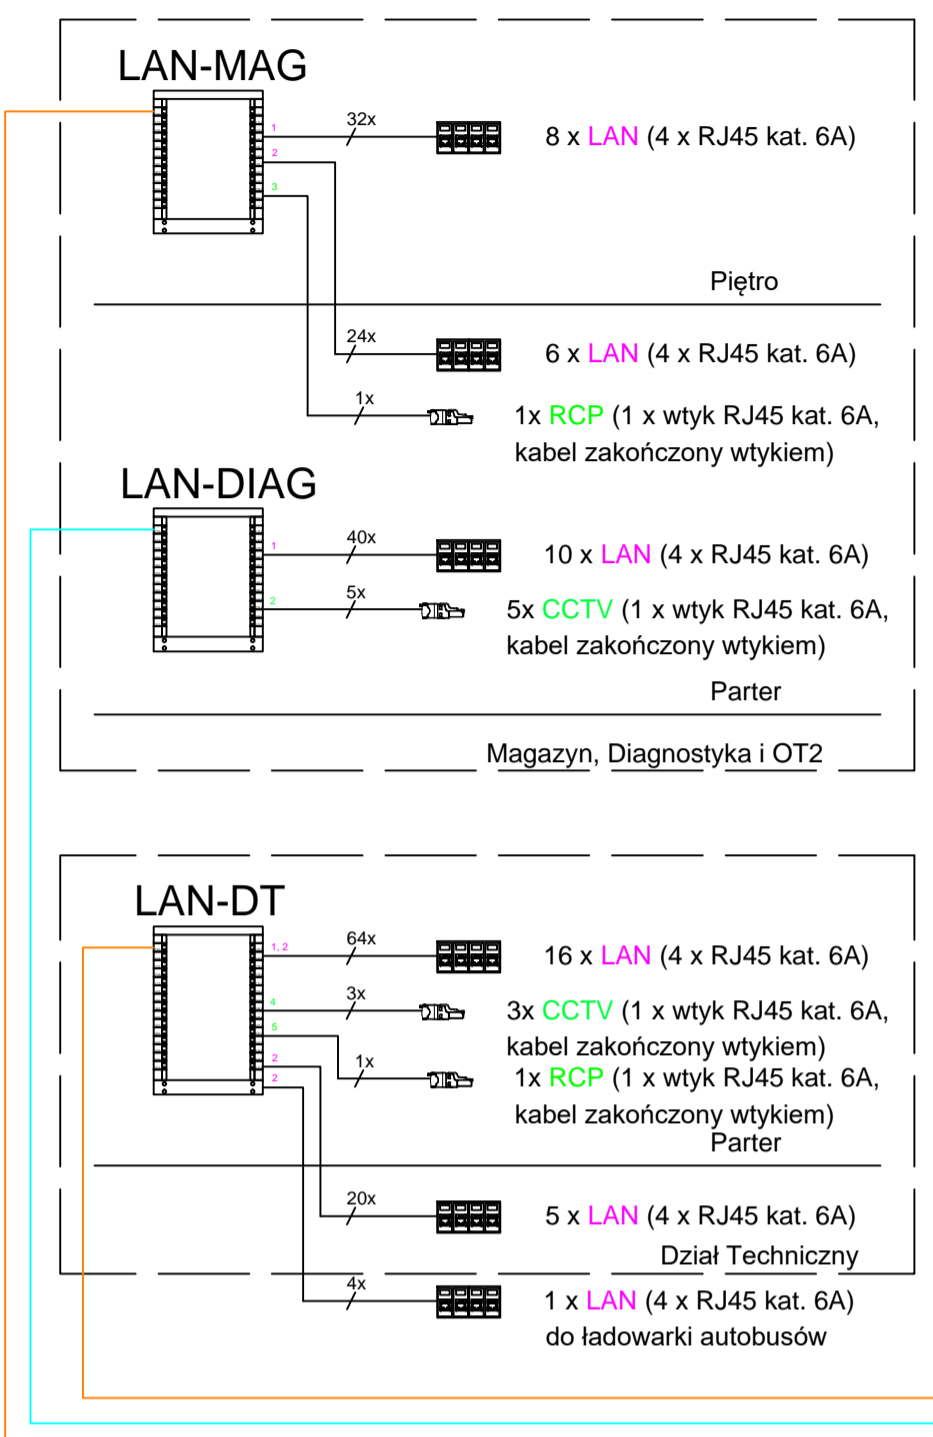 LAN-MAG
1
32x
8 x LAN (4 x RJ45 kat. 6A)
2
3
Piętro
24x
6 x LAN (4 x RJ45 kat. 6A)
1x
1x RCP (1 x wtyk RJ45 kat. 6A,
kabel zakończony wtykiem)
LAN-DIAG
1
40x
10 x LAN (4 x RJ45 kat. 6A)
2
5x
5x CCTV (1 x wtyk RJ45 kat. 6A,
kabel zakończony wtykiem)
Parter
Magazyn, Diagnostyka i OT2
LAN-DT
1, 2
64x
16 x LAN (4 x RJ45 kat. 6A)
4
3x
3x CCTV (1 x wtyk RJ45 kat. 6A,
kabel zakończony wtykiem)
5
1x
1x RCP (1 x wtyk RJ45 kat. 6A,
kabel zakończony wtykiem)
2
2
Parter
20x
5 x LAN (4 x RJ45 kat. 6A)
Dział Techniczny
4x
1 x LAN (4 x RJ45 kat. 6A)
do ładowarki autobusów